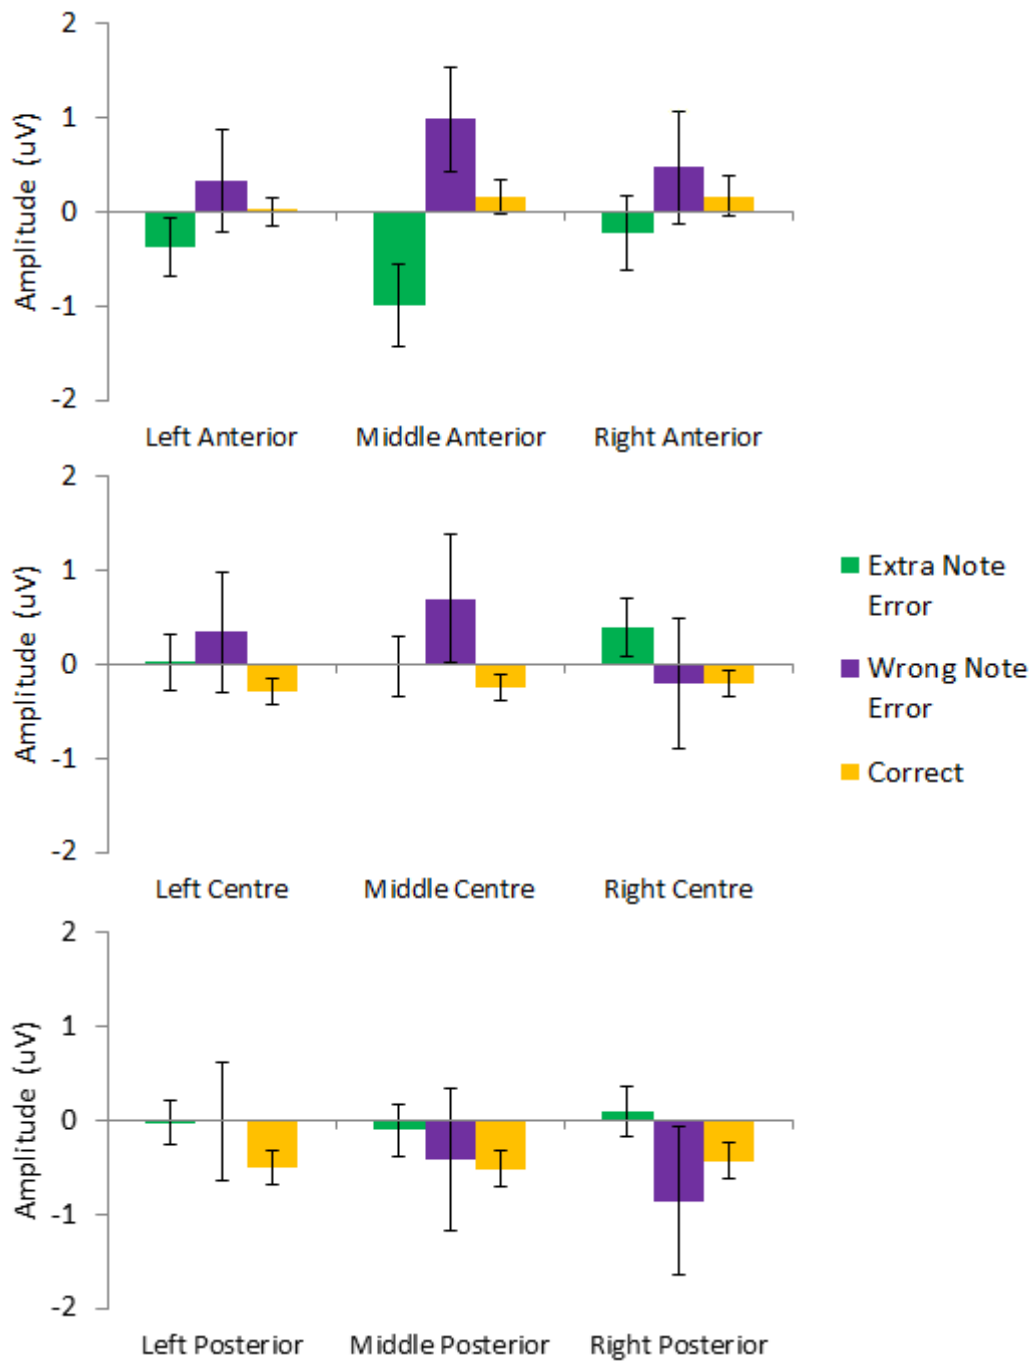 2
1
0
-1
-2
Amplitude (uV)
Left Anterior Middle Anterior Right Anterior
2
1
0
-1
-2
Amplitude (uV)
Left Centre Middle Centre Right Centre
Extra Note
Error
Wrong Note
Error
Correct
2
1
0
-1
-2
Amplitude (uV)
Left Posterior Middle Posterior Right Posterior